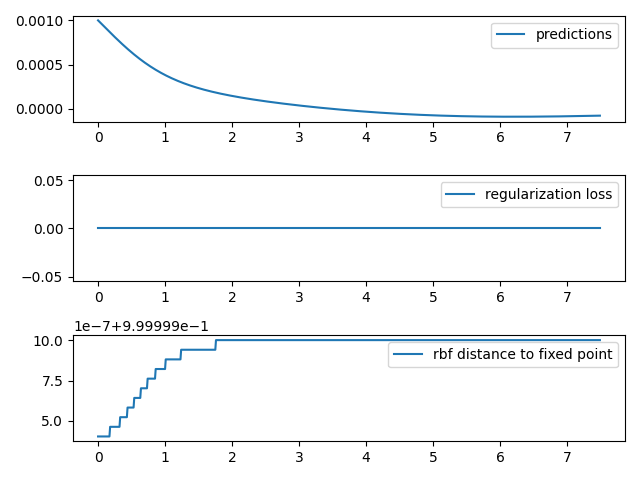 0.0010
0.0005
0.0000
predictions
0 1 2 3 4 5 6 7
0.05
0.00
−0.05
regularization loss
0 1 2 3 4 5 6 7
1e−7+9.99999e−1
10.0
7.5
5.0
rbf distance to fixed point
0 1 2 3 4 5 6 7